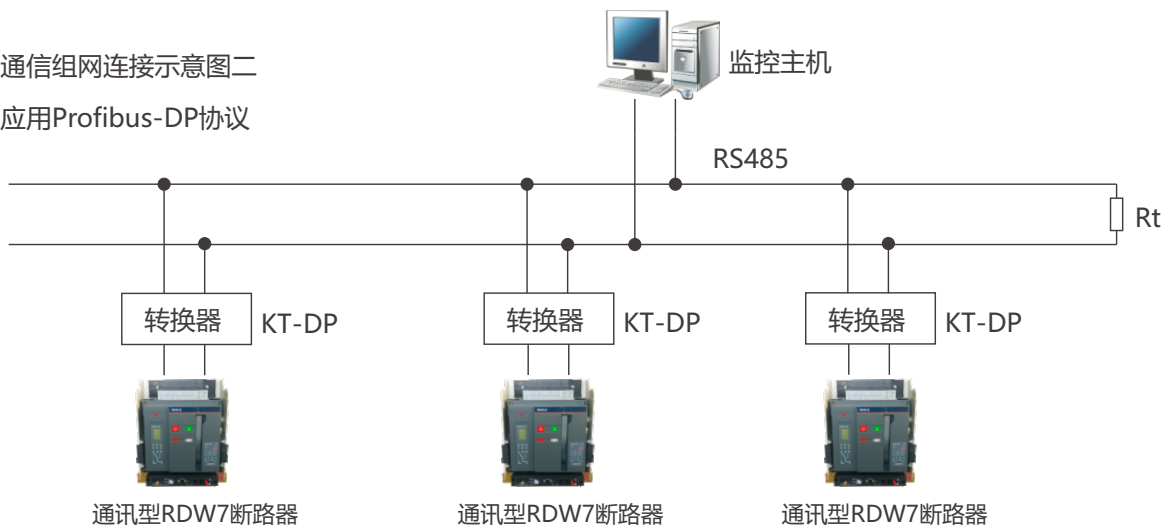 通信组网连接示意图二
监控主机
应用Profibus-DP协议
RS485
Rt
转换器 KT-DP 转换器 KT-DP 转换器 KT-DP
通讯型RDW7断路器 通讯型RDW7断路器 通讯型RDW7断路器